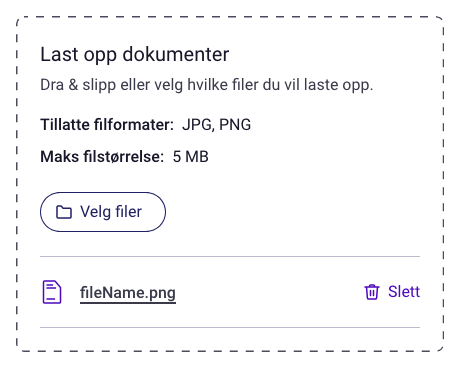 Last opp dokumenter
Dra & slipp eller velg hvilke filer du vil laste opp.
Tillatte filformater: JPG, PNG
Maks filstørrelse: 5 MB
Velg filer
fileName.png Slett